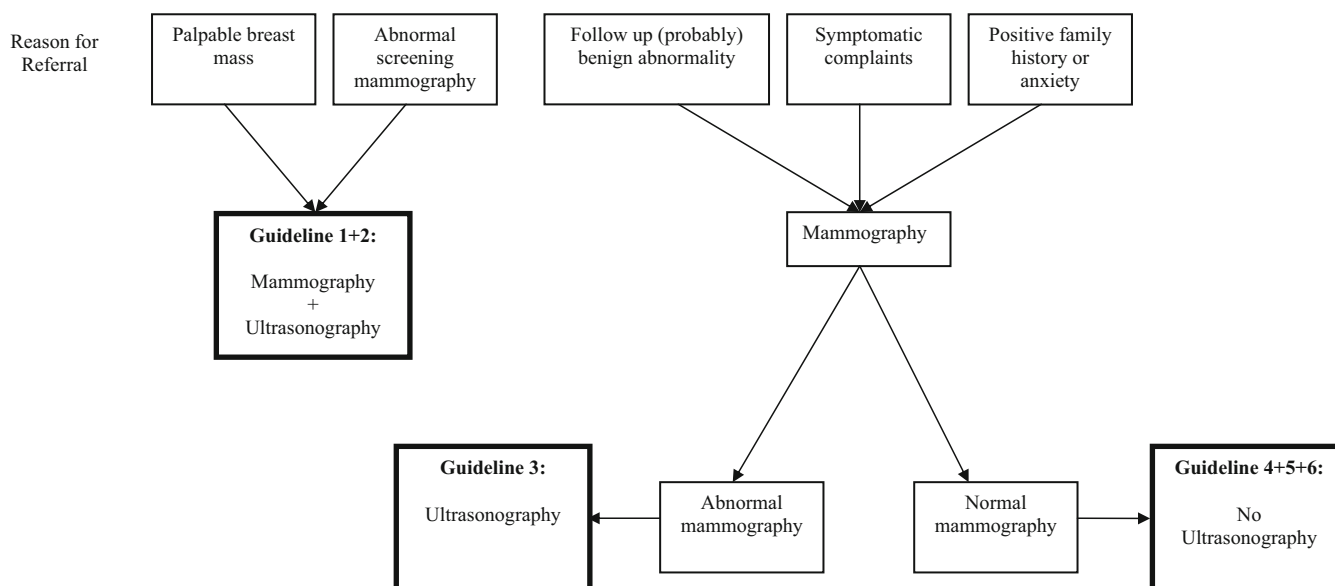 Reason for
Referral
Palpable breast
mass
Abnormal
screening
mammography
Follow up (probably)
benign abnormality
Symptomatic
complaints
Positive family
history or
anxiety
Guideline 1+2:
Mammography
+
Ultrasonography
Mammography
Guideline 3:
Ultrasonography
Abnormal
mammography
Normal
mammography
Guideline 4+5+6:
No
Ultrasonography